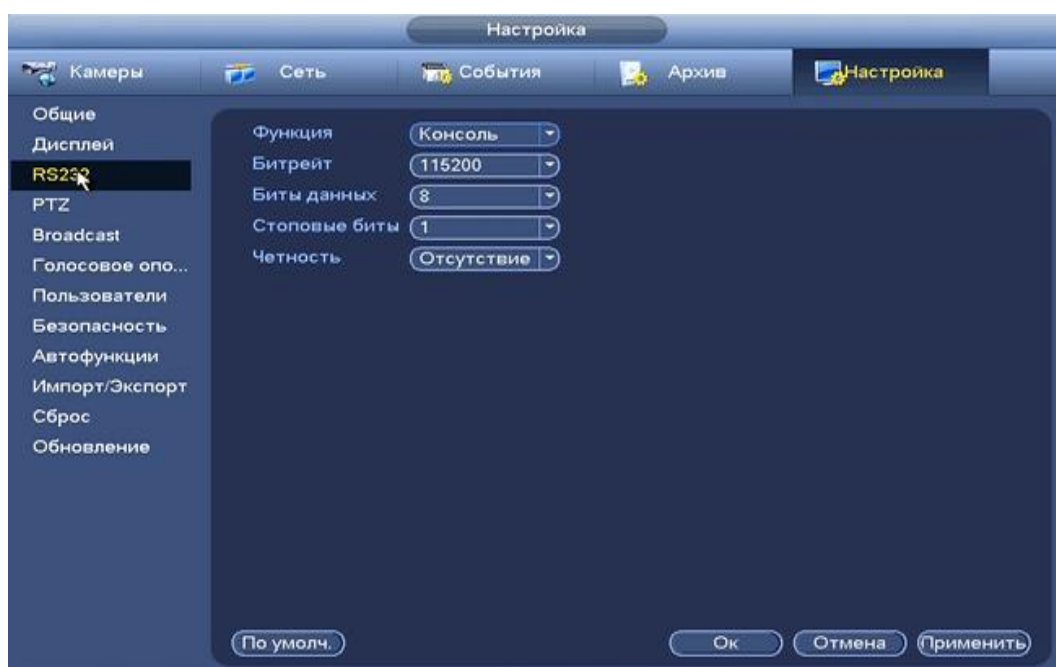 Настройка
Камеры
Сеть
События
Архив
Настройка
Общие
Дисплей
RS232
PTZ
Broadcast
Голосовое опо...
Пользователи
Безопасность
Автофункции
Импорт/Экспорт
Сброс
Обновление
Функция Консоль
Битрейт 115200
Биты данных 8
Стоповые биты 1
Четность Отсутствие
По умолч.
Ок
Отмена
Применить